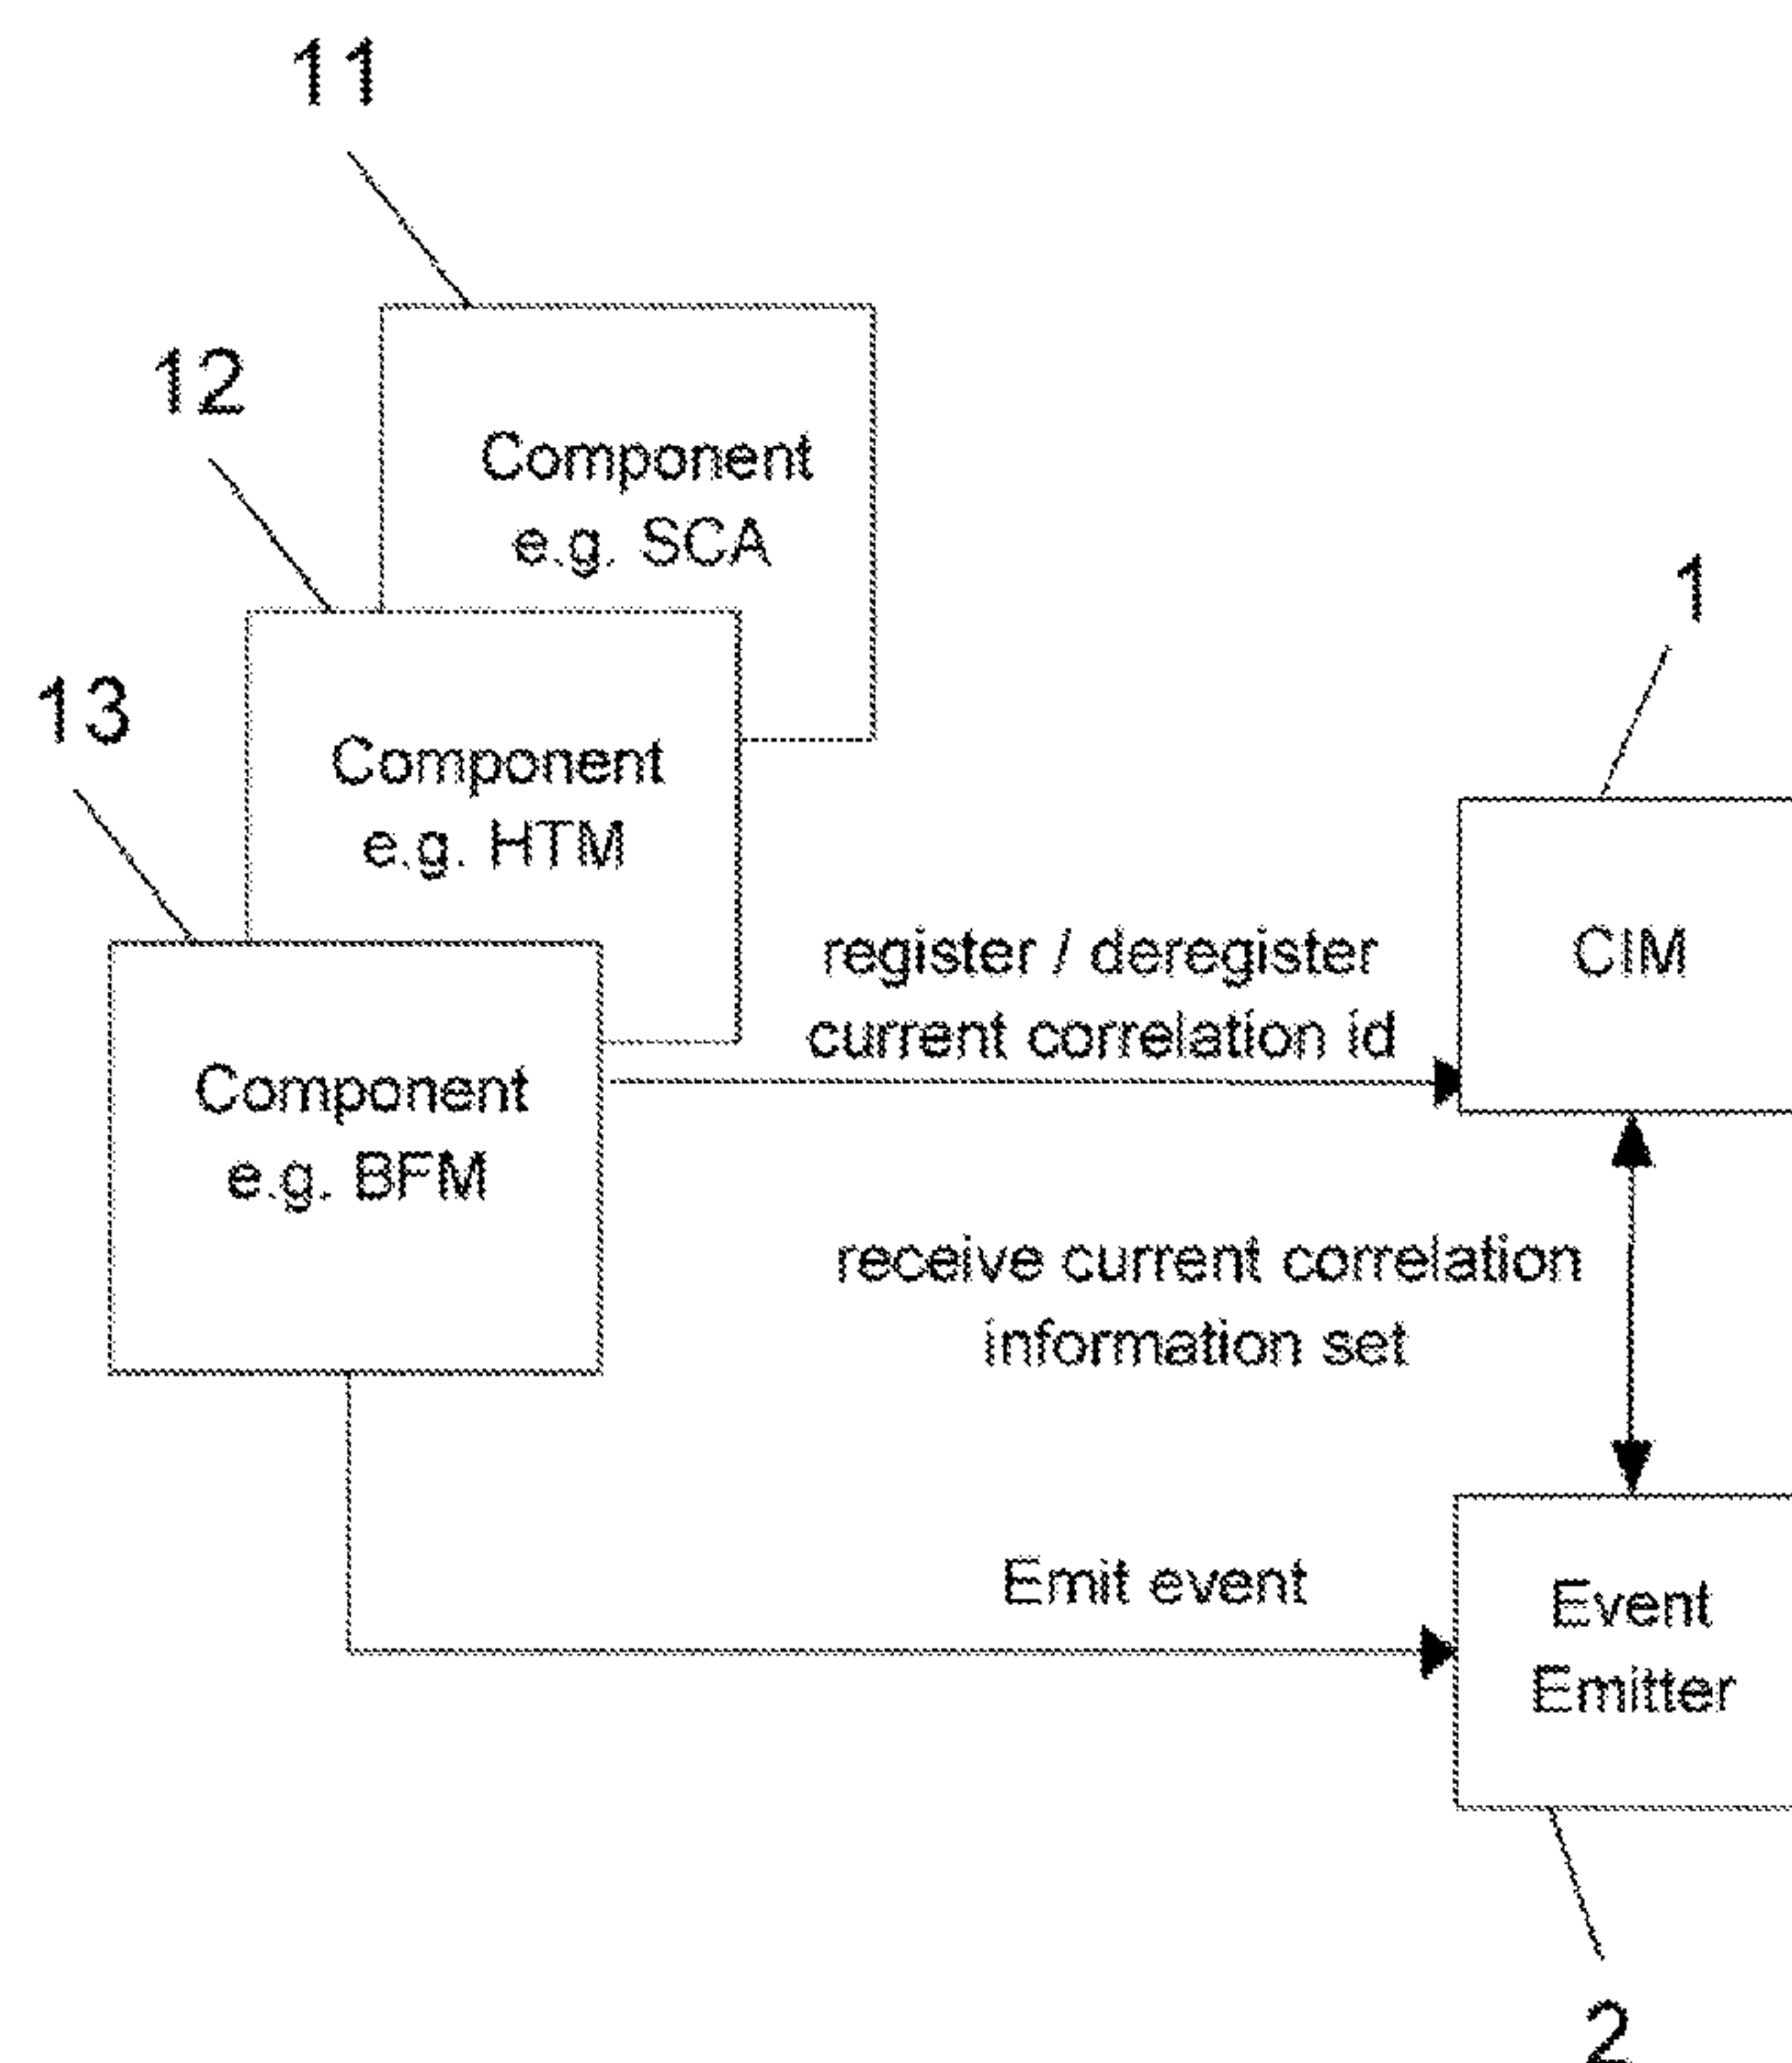 11
Component
e.g. SCA
12
Component
e.g. HTM
13
Component
e.g. BFM
1
CIM
register / deregister
current correlation id
receive current correlation
information set
Emit event
Event
Emitter
2